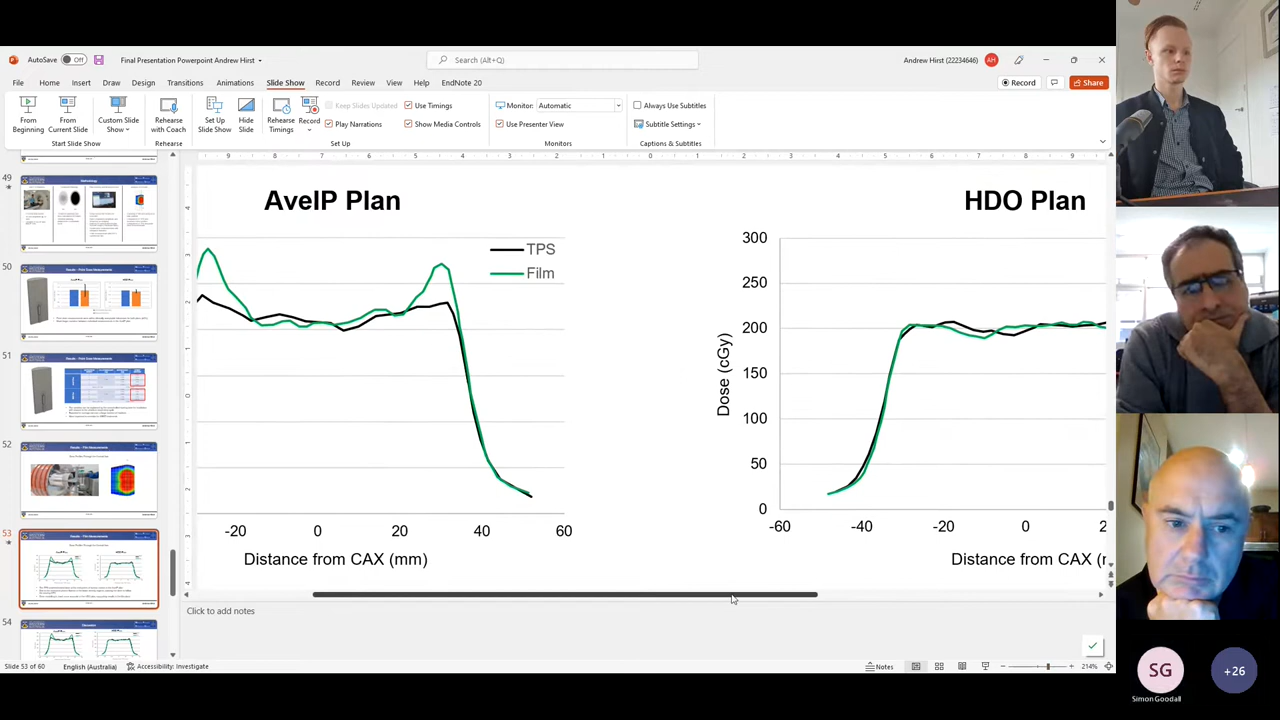 AutoSave Off Final Presentation Powerpoint Andrew Hirst Search (Alt+Q) Andrew Hirst (22234646) AH
File Home Insert Draw Design Transitions Animations Slide Show Record Review View Help EndNote 20 Record Share
Keep Slides Updated Use Timings Monitor: Automatic Always Use Subtitles
From Beginning From Current Slide Custom Slide Show Rehearse with Coach Set Up Slide Show Hide Slide Rehearse Timings Record Play Narrations Show Media Controls Use Presenter View Subtitle Settings
Start Slide Show Rehearse Set Up Monitors Captions & Subtitles
49
50
51
52
53
54
AveIP Plan
TPS
Film
-20 0 20 40 60
Distance from CAX (mm)
HDO Plan
300
250
200
150
100
50
0
Dose (cGy)
-60 -40 -20 0 2
Distance from CAX (m
Click to add notes
Slide 53 of 60 English (Australia) Accessibility: Investigate Notes 214%
SG
+26
Simon Goodall